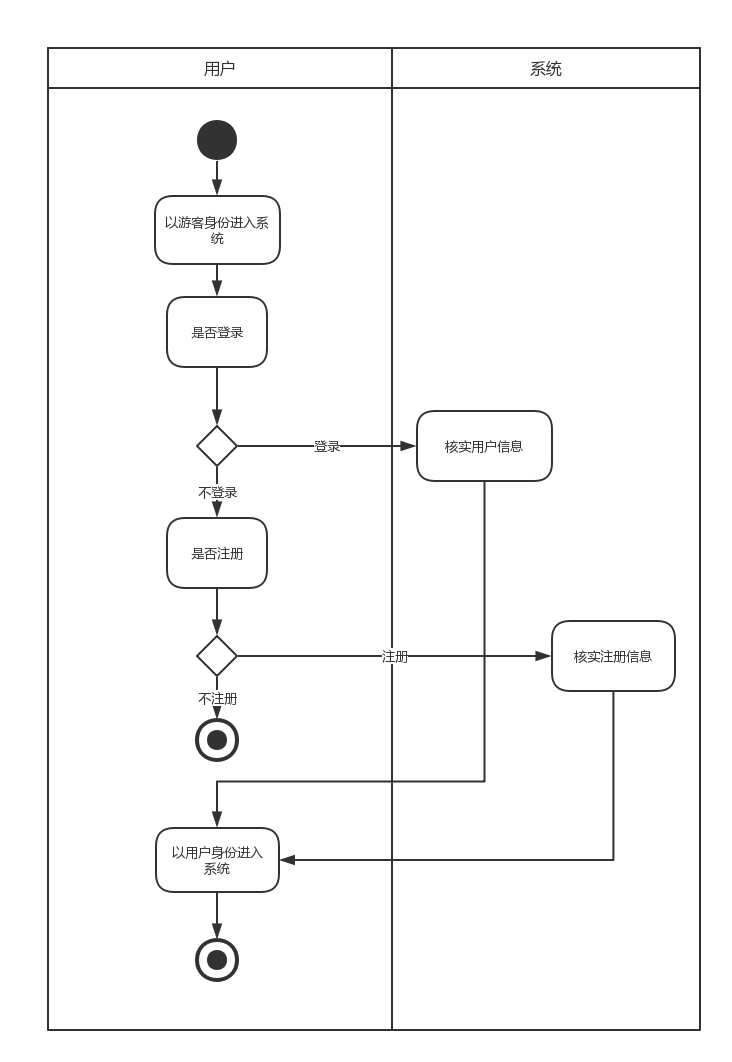 用户
系统
以游客身份进入系
统
是否登录
登录
核实用户信息
不登录
是否注册
注册
核实注册信息
不注册
以用户身份进入
系统